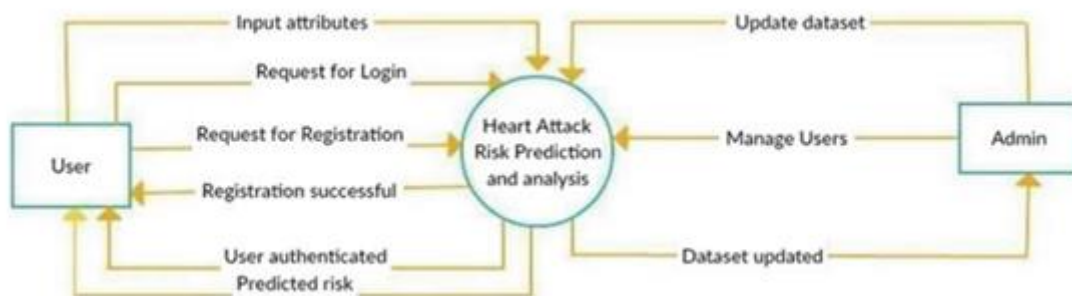 Input attributes
Update dataset
Request for Login
Request for Registration
Heart Attack
Risk Prediction
and analysis
Manage Users
Admin
User
Registration successful
User authenticated
Dataset updated
Predicted risk